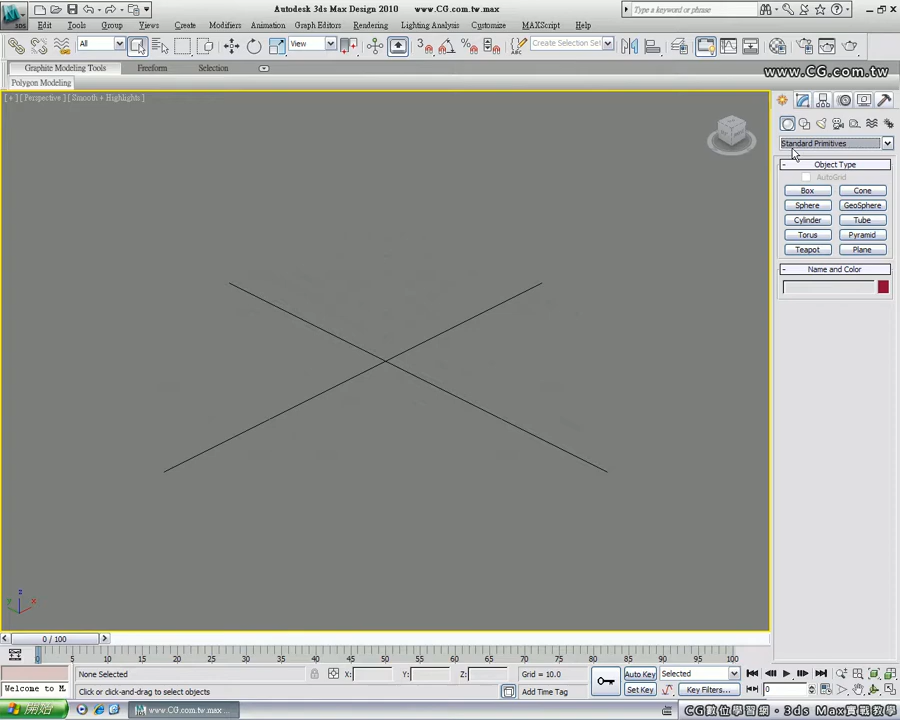 Autodesk 3ds Max Design 2010 www.CG.com.tw.max
Type a keyword or phrase
Edit Tools Group Views Create Modifiers Animation Graph Editors Rendering Lighting Analysis Customize MAXScript Help
All View Create Selection Se
Graphite Modeling Tools Freeform Selection
www.CG.com.tw
Polygon Modeling
[ + ] [ Perspective ] [ Smooth + Highlights ]
Standard Primitives
Object Type
AutoGrid
Box Cone
Sphere GeoSphere
Cylinder Tube
Torus Pyramid
Teapot Plane
Name and Color
z
x
y
0 / 100
0 5 10 15 20 25 30 35 40 45 50 55 60 65 70 75 80 85 90 95 100
None Selected X: Y: Z: Grid = 10.0 Auto Key Selected
Welcome to M Click or click-and-drag to select objects Add Time Tag Set Key Key Filters... 0
開始 www.CG.com.tw.max ... CG數位學習網・3ds Max實戰教學